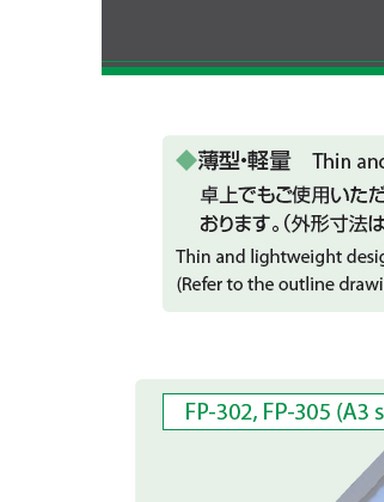 ◆薄型・軽量 Thin and
卓上でもご使用いただ
おります。（外形寸法は
Thin and lightweight desig
(Refer to the outline drawi
FP-302, FP-305 (A3 s